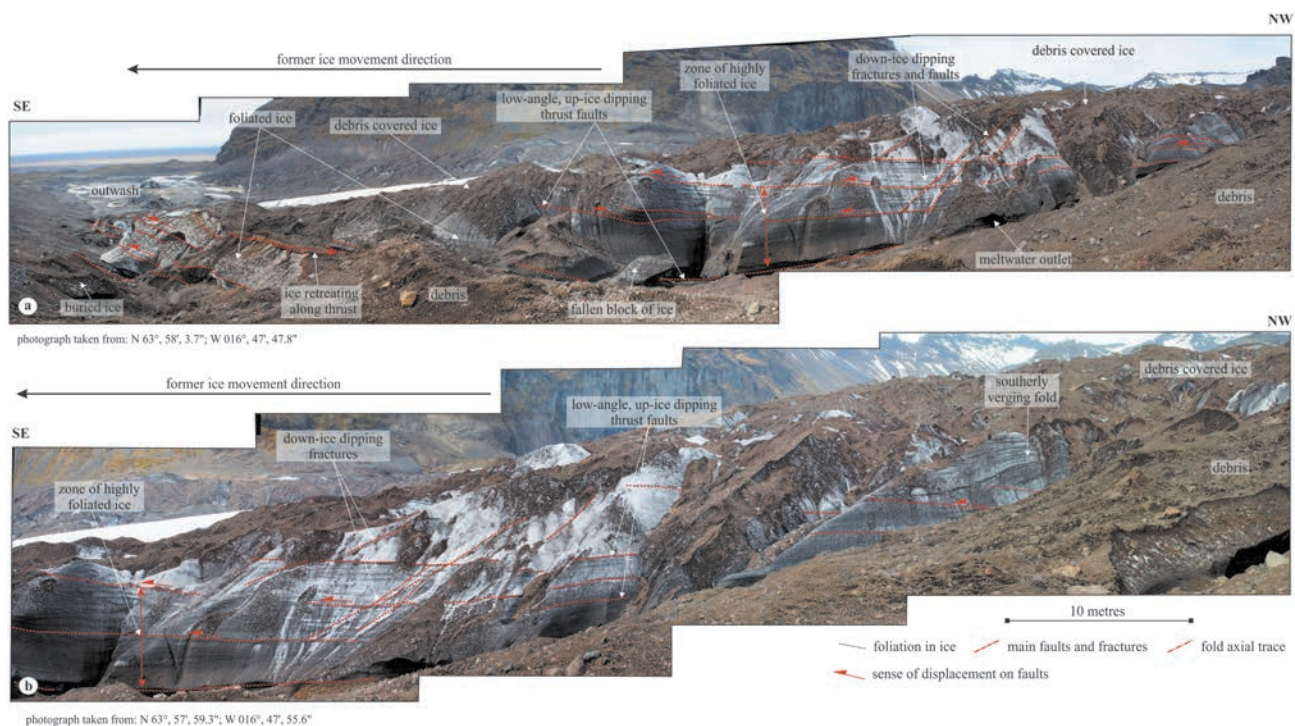 NW
former ice movement direction
debris covered ice
zone of highly
foliated ice
down-ice dipping
fractures and faults
SE
low-angle, up-ice dipping
thrust faults
foliated ice
debris covered ice
outwash
debris
meltwater outlet
a
buried ice
ice retreating
along thrust
debris
fallen block of ice
photograph taken from: N 63°, 58', 3.7"; W 016°, 47', 47.8"
NW
former ice movement direction
debris covered ice
southerly
verging fold
low-angle, up-ice dipping
thrust faults
SE
down-ice dipping
fractures
debris
zone of highly
foliated ice
10 metres
foliation in ice
main faults and fractures
fold axial trace
sense of displacement on faults
b
photograph taken from: N 63°, 57', 59.3"; W 016°, 47', 55.6"